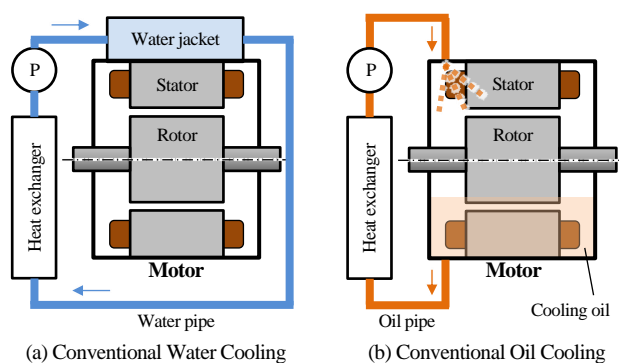 Water jacket
P
Stator
Heat exchanger
Rotor
Motor
Water pipe
(a) Conventional Water Cooling
P
Stator
Heat exchanger
Rotor
Motor
Cooling oil
Oil pipe
(b) Conventional Oil Cooling